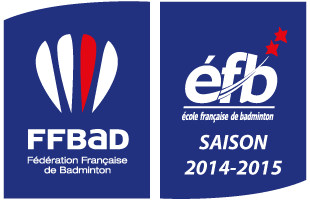 FFBaD
Fédération Française
de Badminton
éfb
école française de badminton
SAISON
2014-2015